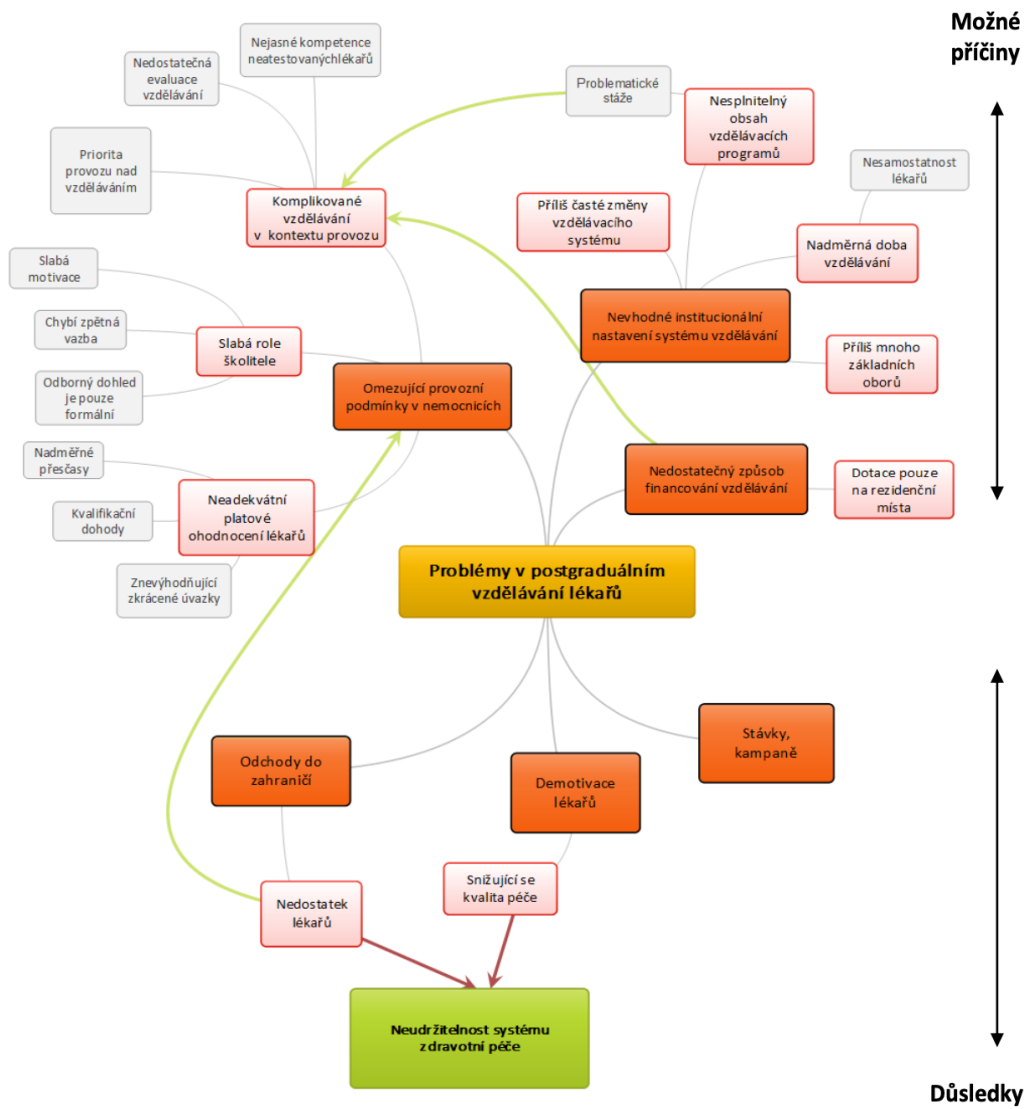 Možné
příčiny
Nejasné kompetence
neatestovanýchlékařů
Nedostatečná
evaluace
vzdělávání
Problematické
stáže
Nesplnitelný
obsah
vzdělávacích
programů
Priorita
provozu nad
vzděláváním
Nesamostatnost
lékařů
Komplikované
vzdělávání
v kontextu provozu
Příliš časté změny
vzdělávacího
systému
Nadměrná doba
vzdělávání
Slabá
motivace
Chybí zpětná
vazba
Slabá role
školitele
Nevhodné institucionální
nastavení systému vzdělávání
Příliš mnoho
základních
oborů
Odborný dohled
je pouze
formální
Omezující provozní
podmínky v nemocnicích
Nadměřné
přesčasy
Nedostatečný způsob
financování vzdělávání
Dotace pouze
na rezidenční
místa
Kvalifikační
dohody
Neadekvátní
platové
ohodnocení lékařů
Znevýhodňující
zkrácené úvazky
Problémy v postgraduálním
vzdělávání lékařů
Odchody do
zahraničí
Demotivace
lékařů
Stávky,
kampaně
Nedostatek
lékařů
Snižující se
kvalita péče
Neudržitelnost systému
zdravotní péče
Důsledky